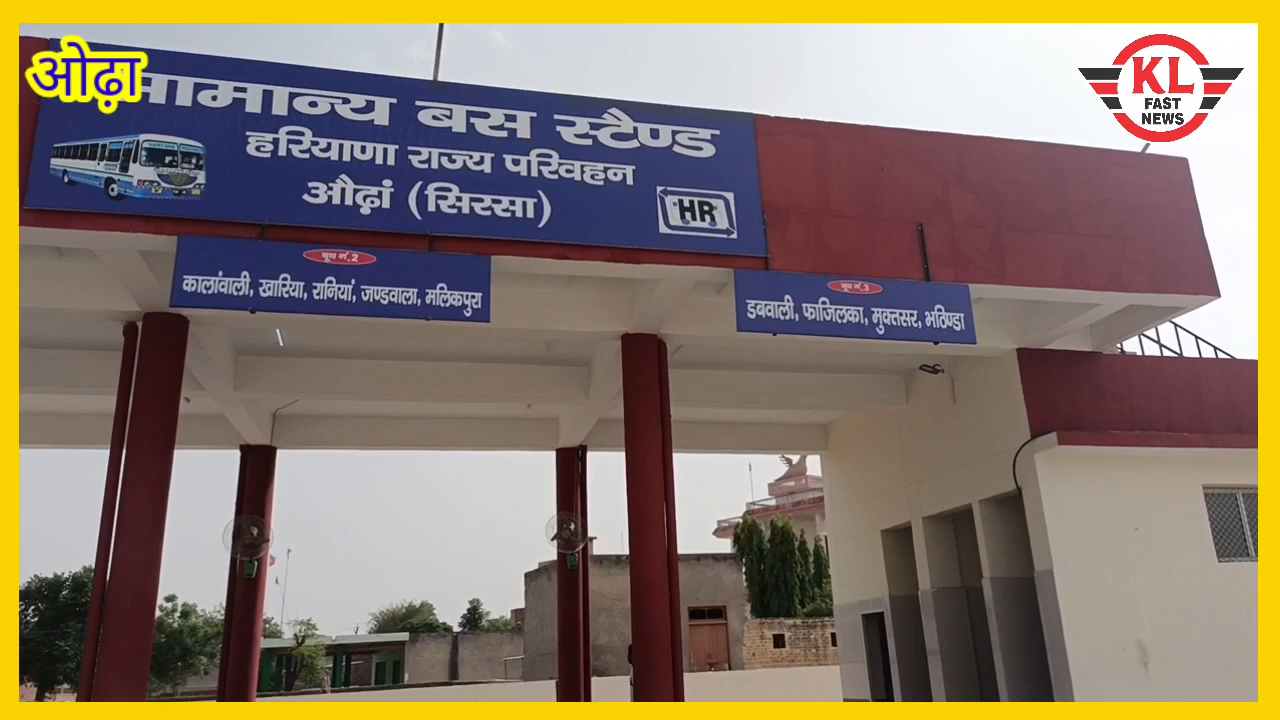 ओढ़ा
KL
FAST
NEWS
सामान्य बस स्टैण्ड
हरियाणा राज्य परिवहन
औढ़ां (सिरसा)
HR
बूथ नं. 2
कालांवाली, खारिया, रानियां, जण्डवाला, मलिकपुरा
बूथ नं. 3
डबवाली, फाजिलका, मुक्तसर, भठिण्डा